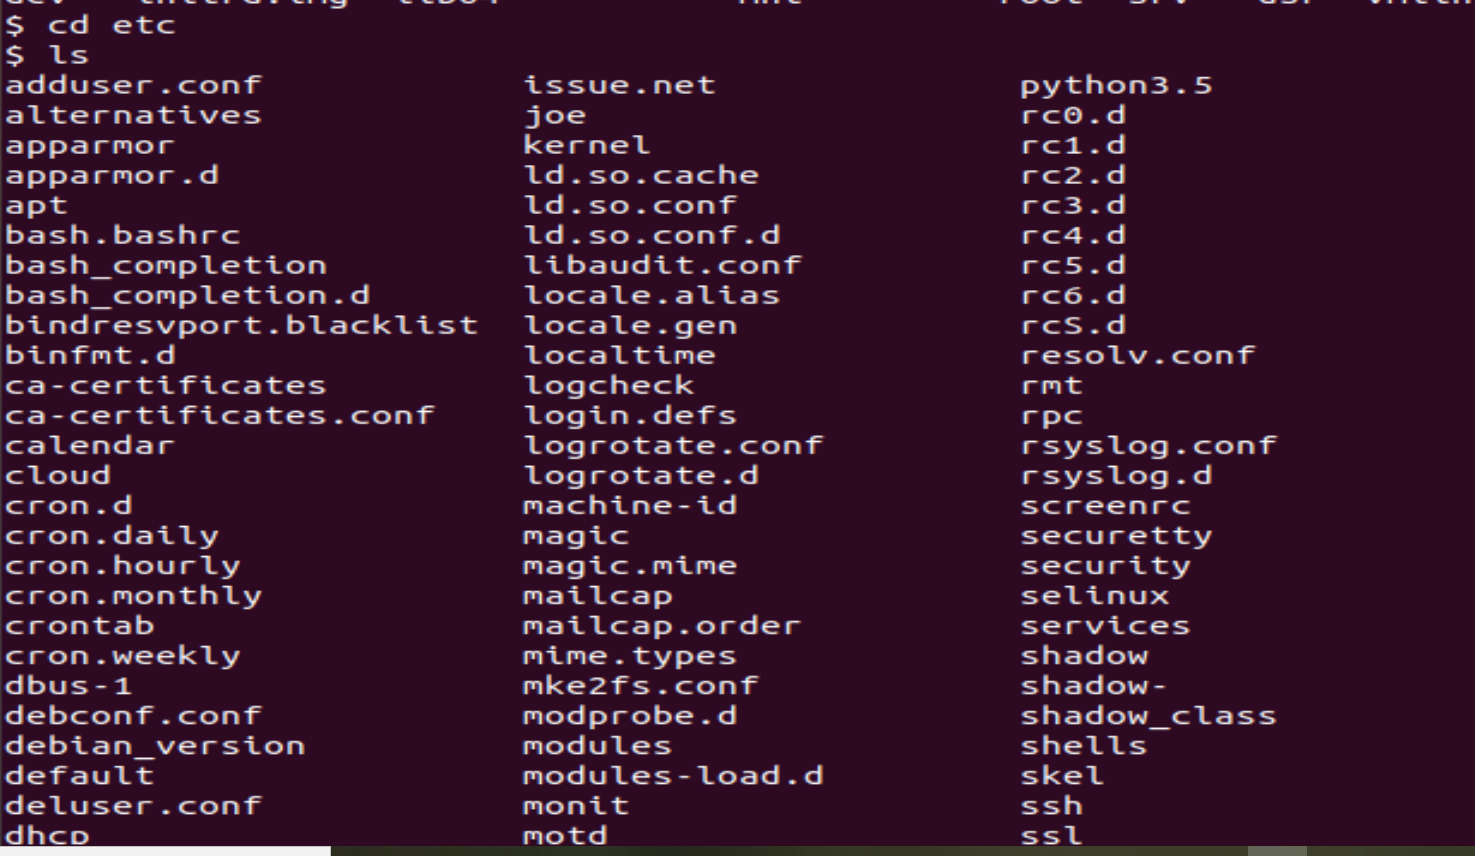 $ cd etc
$ ls
adduser.conf issue.net python3.5
alternatives joe rc0.d
apparmor kernel rc1.d
apparmor.d ld.so.cache rc2.d
apt ld.so.conf rc3.d
bash.bashrc ld.so.conf.d rc4.d
bash_completion libaudit.conf rc5.d
bash_completion.d locale.alias rc6.d
bindresvport.blacklist locale.gen rcS.d
binfmt.d localtime resolv.conf
ca-certificates logcheck rmt
ca-certificates.conf login.defs rpc
calendar logrotate.conf rsyslog.conf
cloud logrotate.d rsyslog.d
cron.d machine-id screenrc
cron.daily magic securetty
cron.hourly magic.mime security
cron.monthly mailcap selinux
crontab mailcap.order services
cron.weekly mime.types shadow
dbus-1 mke2fs.conf shadow-
debconf.conf modprobe.d shadow_class
debian_version modules shells
default modules-load.d skel
deluser.conf monit ssh
dhcp motd ssl